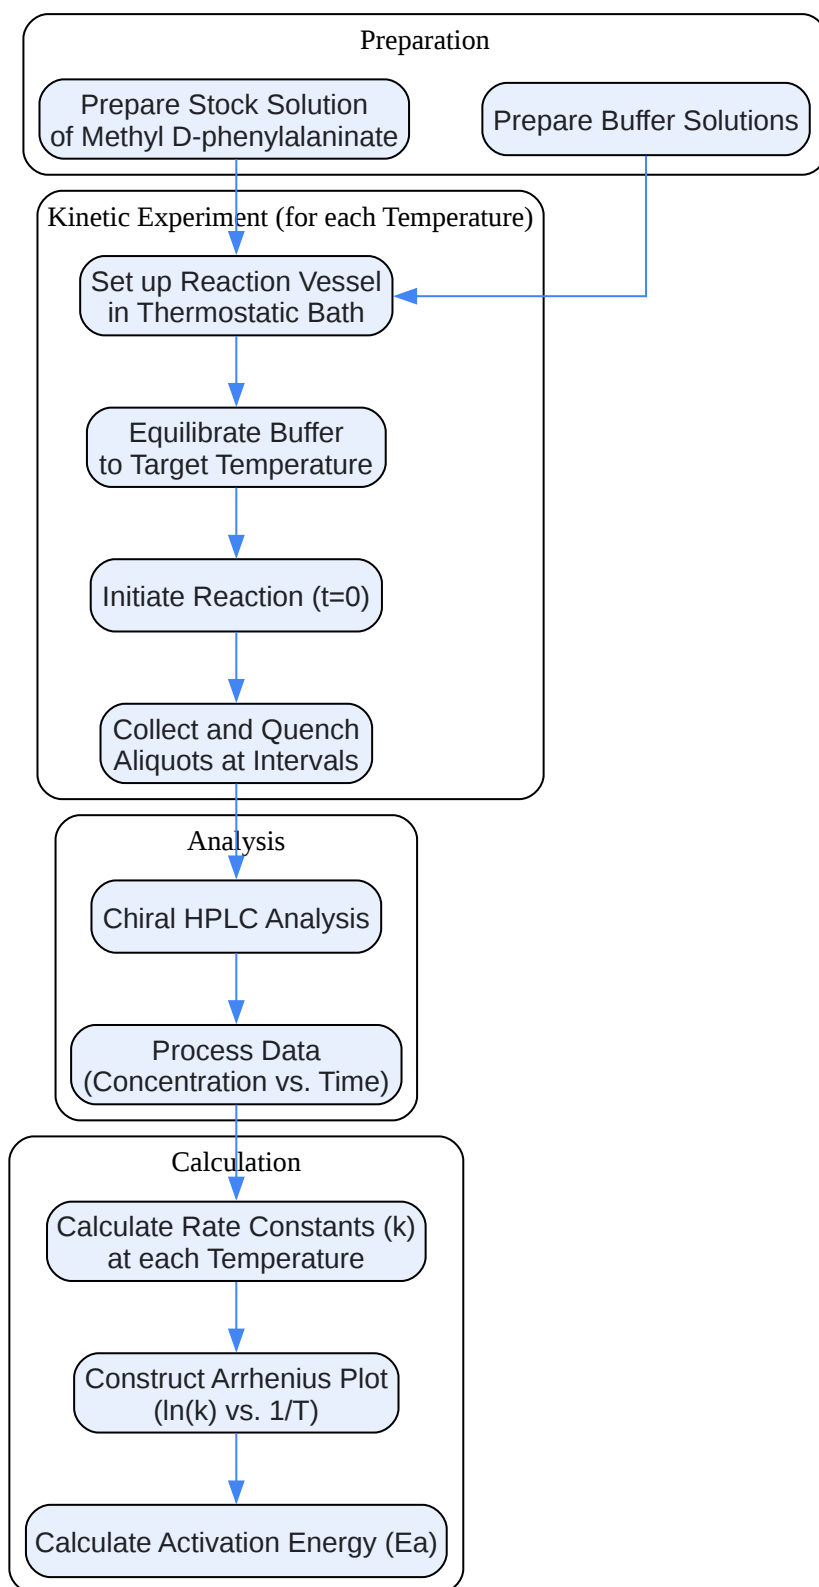 Preparation
Prepare Stock Solution
of Methyl D-phenylalaninate
Prepare Buffer Solutions
Kinetic Experiment (for each Temperature)
Set up Reaction Vessel
in Thermostatic Bath
Equilibrate Buffer
to Target Temperature
Initiate Reaction (t=0)
Collect and Quench
Aliquots at Intervals
Analysis
Chiral HPLC Analysis
Process Data
(Concentration vs. Time)
Calculation
Calculate Rate Constants (k)
at each Temperature
Construct Arrhenius Plot
(ln(k) vs. 1/T)
Calculate Activation Energy (Ea)